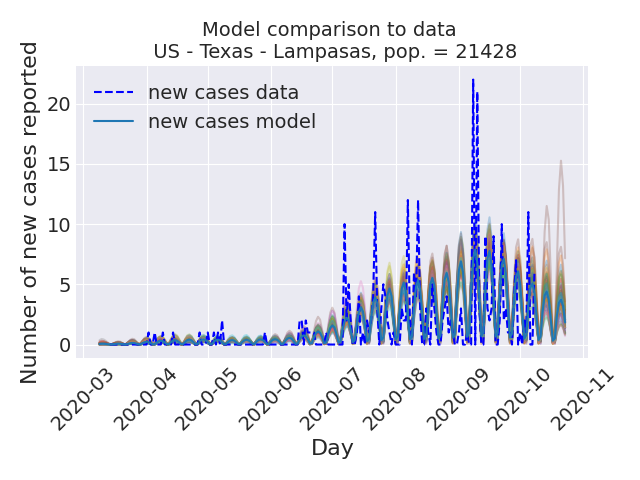 Model comparison to data
US - Texas - Lampasas, pop. = 21428
Number of new cases reported
new cases data
new cases model
20
15
10
5
0
2020-03
2020-04
2020-05
2020-06
2020-07
2020-08
2020-09
2020-10
2020-11
Day